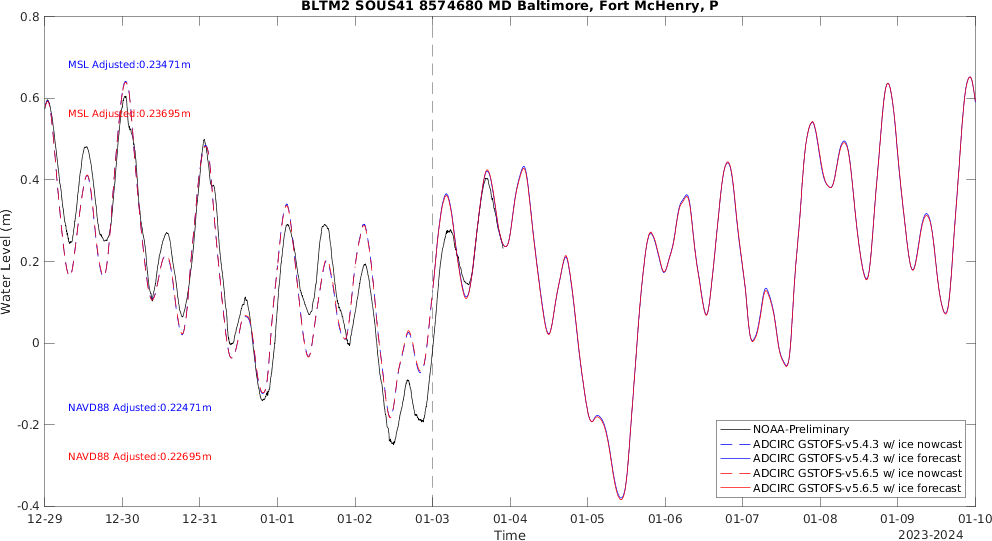 BLTM2 SOUS41 8574680 MD Baltimore, Fort McHenry, P
0.8
0.6
0.4
0.2
0
-0.2
-0.4
Water Level (m)
MSL Adjusted:0.23471m
MSL Adjusted:0.23695m
NAVD88 Adjusted:0.22471m
NAVD88 Adjusted:0.22695m
NOAA-Preliminary
ADCIRC GSTOFS-v5.4.3 w/ ice nowcast
ADCIRC GSTOFS-v5.4.3 w/ ice forecast
ADCIRC GSTOFS-v5.6.5 w/ ice nowcast
ADCIRC GSTOFS-v5.6.5 w/ ice forecast
12-29 12-30 12-31 01-01 01-02 01-03 01-04 01-05 01-06 01-07 01-08 01-09 01-10
Time
2023-2024